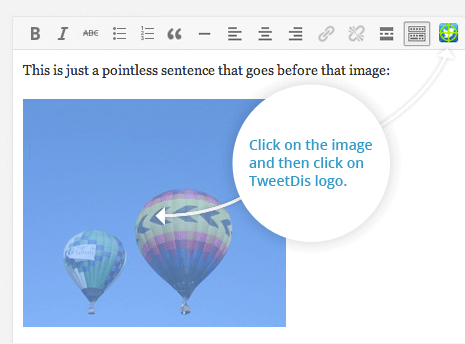 B I ABC
This is just a pointless sentence that goes before that image:
Click on the image
and then click on
TweetDis logo.